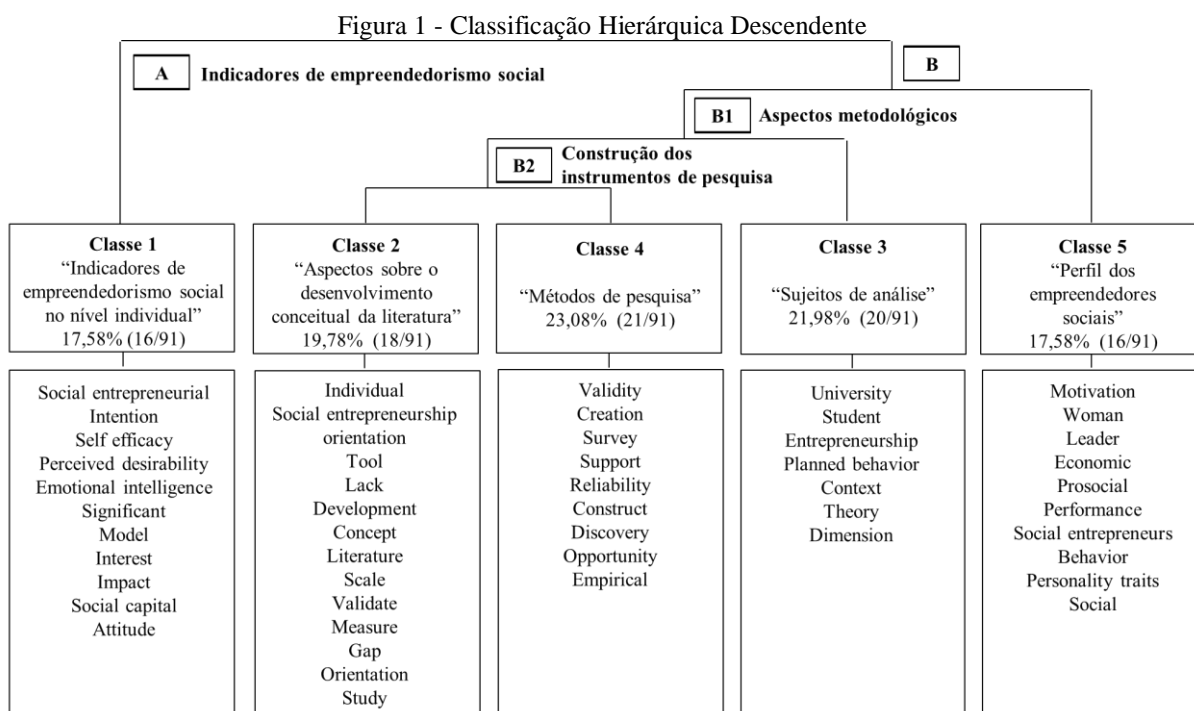 Figura 1 - Classificação Hierárquica Descendente
A
Indicadores de empreendedorismo social
B
B1
Aspectos metodológicos
B2
Construção dos
instrumentos de pesquisa
Classe 1
“Indicadores de
empreendedorismo social
no nível individual”
17,58% (16/91)
Social entrepreneurial
Intention
Self efficacy
Perceived desirability
Emotional intelligence
Significant
Model
Interest
Impact
Social capital
Attitude
Classe 2
“Aspectos sobre o
desenvolvimento
conceitual da literatura”
19,78% (18/91)
Individual
Social entrepreneurship
orientation
Tool
Lack
Development
Concept
Literature
Scale
Validate
Measure
Gap
Orientation
Study
Classe 4
“Métodos de pesquisa”
23,08% (21/91)
Validity
Creation
Survey
Support
Reliability
Construct
Discovery
Opportunity
Empirical
Classe 3
“Sujeitos de análise”
21,98% (20/91)
University
Student
Entrepreneurship
Planned behavior
Context
Theory
Dimension
Classe 5
“Perfil dos
empreendedores
sociais”
17,58% (16/91)
Motivation
Woman
Leader
Economic
Prosocial
Performance
Social entrepreneurs
Behavior
Personality traits
Social